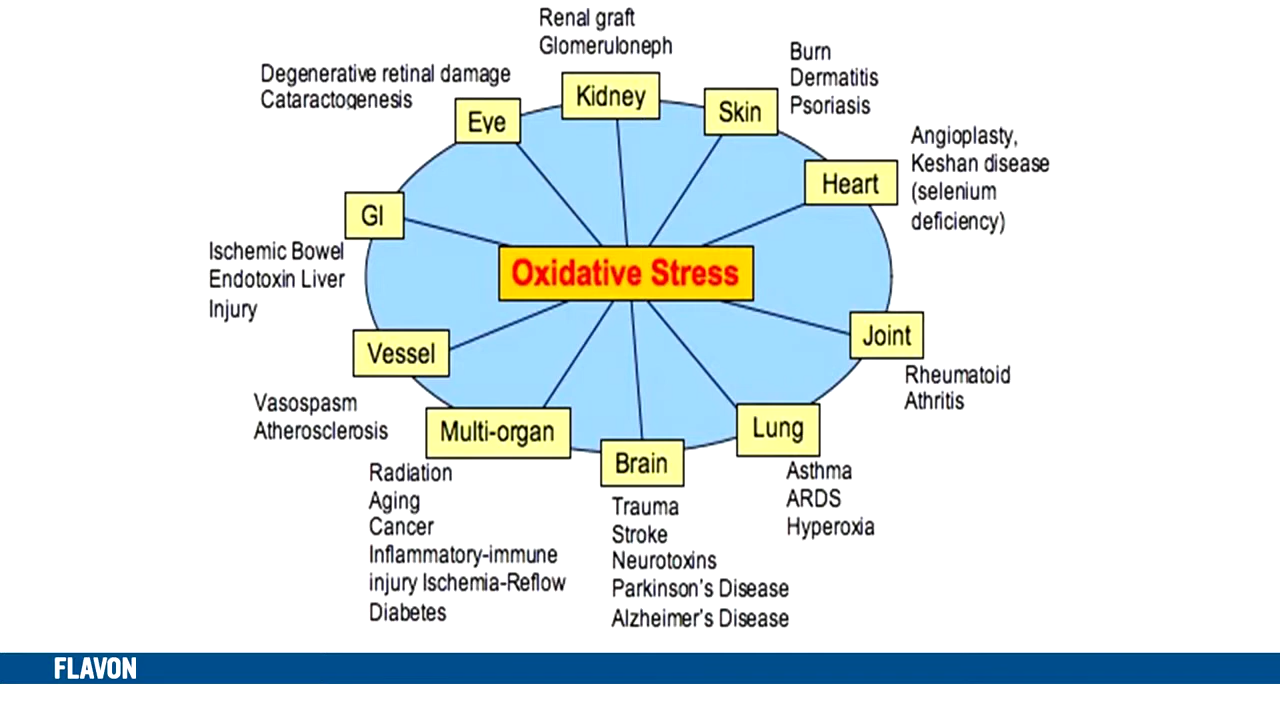 Renal graft
Glomeruloneph
Kidney
Burn
Dermatitis
Psoriasis
Skin
Degenerative retinal damage
Cataractogenesis
Eye
Angioplasty,
Keshan disease
(selenium
deficiency)
Heart
GI
Ischemic Bowel
Endotoxin Liver
Injury
Oxidative Stress
Joint
Rheumatoid
Athritis
Vessel
Vasospasm
Atherosclerosis
Multi-organ
Radiation
Aging
Cancer
Inflammatory-immune
injury Ischemia-Reflow
Diabetes
Brain
Trauma
Stroke
Neurotoxins
Parkinson's Disease
Alzheimer's Disease
Lung
Asthma
ARDS
Hyperoxia
FLAVON